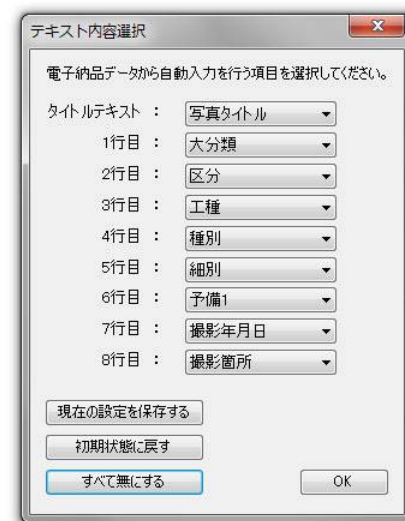 テキスト内容選択
電子納品データから自動入力を行う項目を選択してください。
タイトルテキスト : 写真タイトル
1行目 : 大分類
2行目 : 区分
3行目 : 工種
4行目 : 種別
5行目 : 細別
6行目 : 予備1
7行目 : 撮影年月日
8行目 : 撮影箇所
現在の設定を保存する
初期状態に戻す
すべて無にする OK